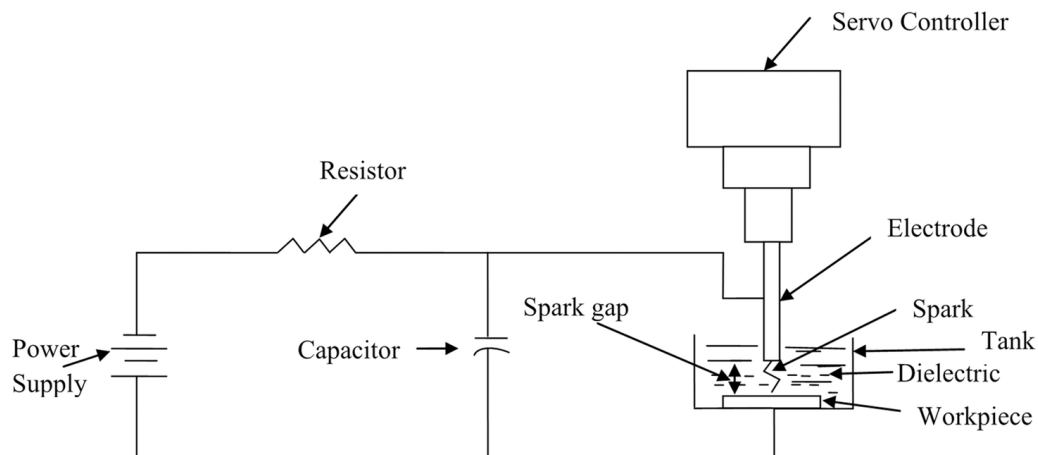 Servo Controller
Resistor
Electrode
Spark gap
Spark
Tank
Power
Supply
Capacitor
Dielectric
Workpiece